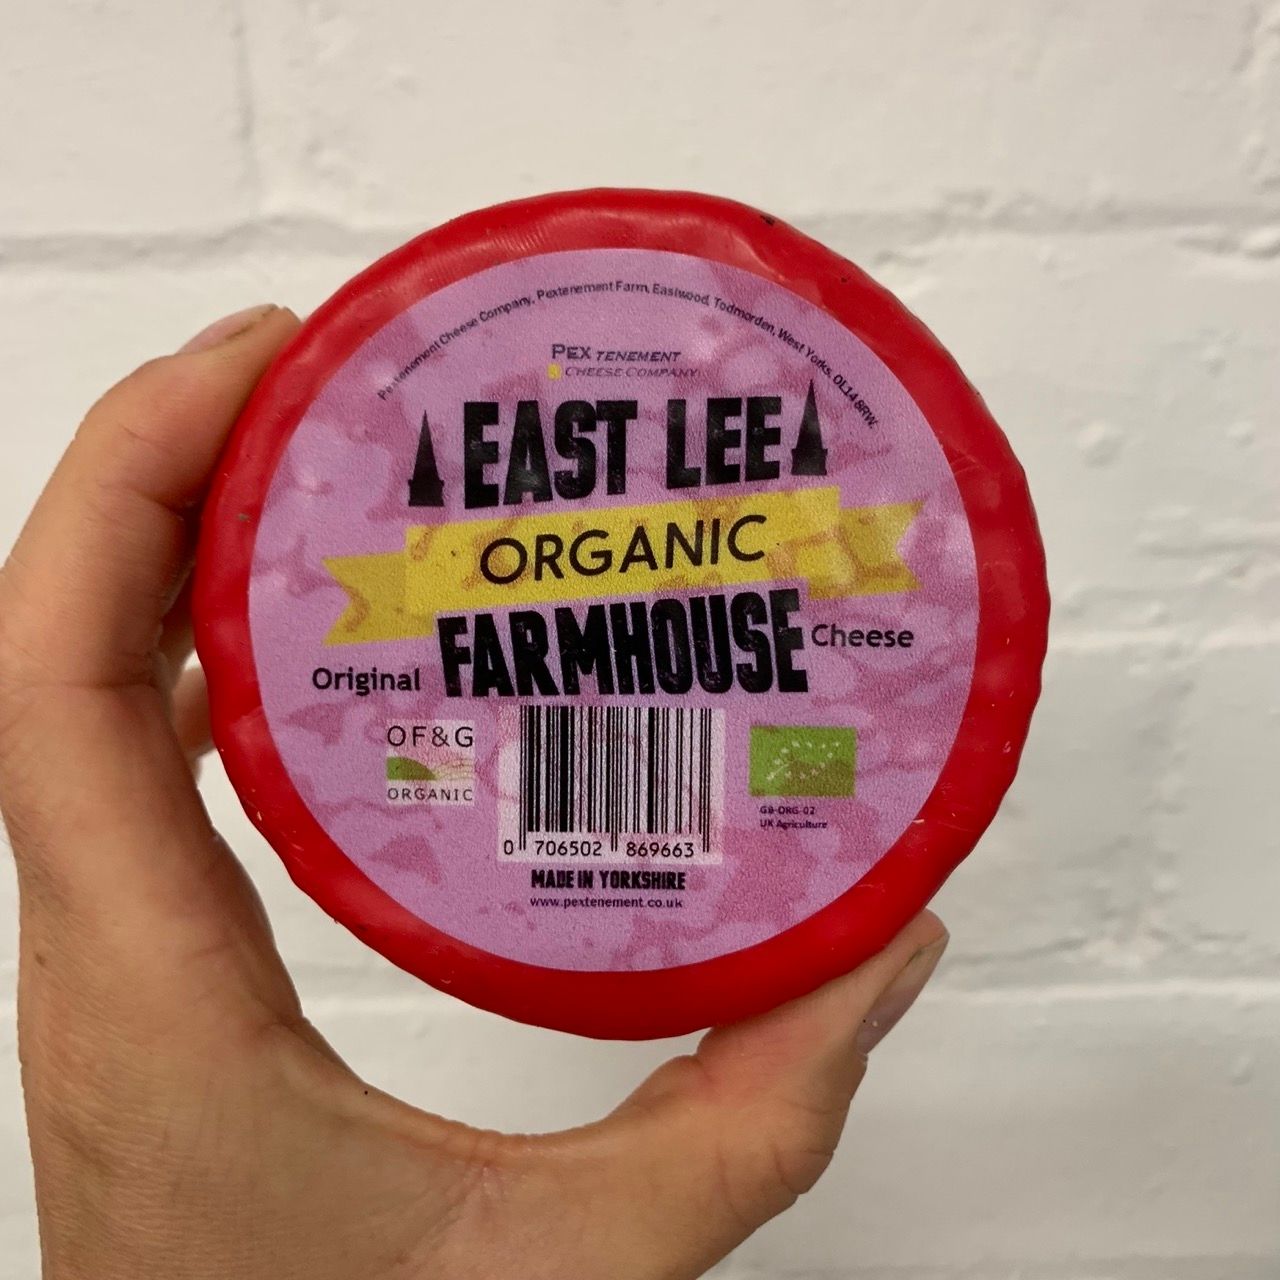 Pextenement Cheese Company, Pextenement Farm, Eastwood, Todmorden, West Yorks, OL14 8RW.
PEX TENEMENT
CHEESE COMPANY
EAST LEE
ORGANIC
FARMHOUSE
Original
Cheese
OF&G
ORGANIC
0 706502 869663
GB-ORG-02
UK Agriculture
MADE IN YORKSHIRE
www.pextenement.co.uk